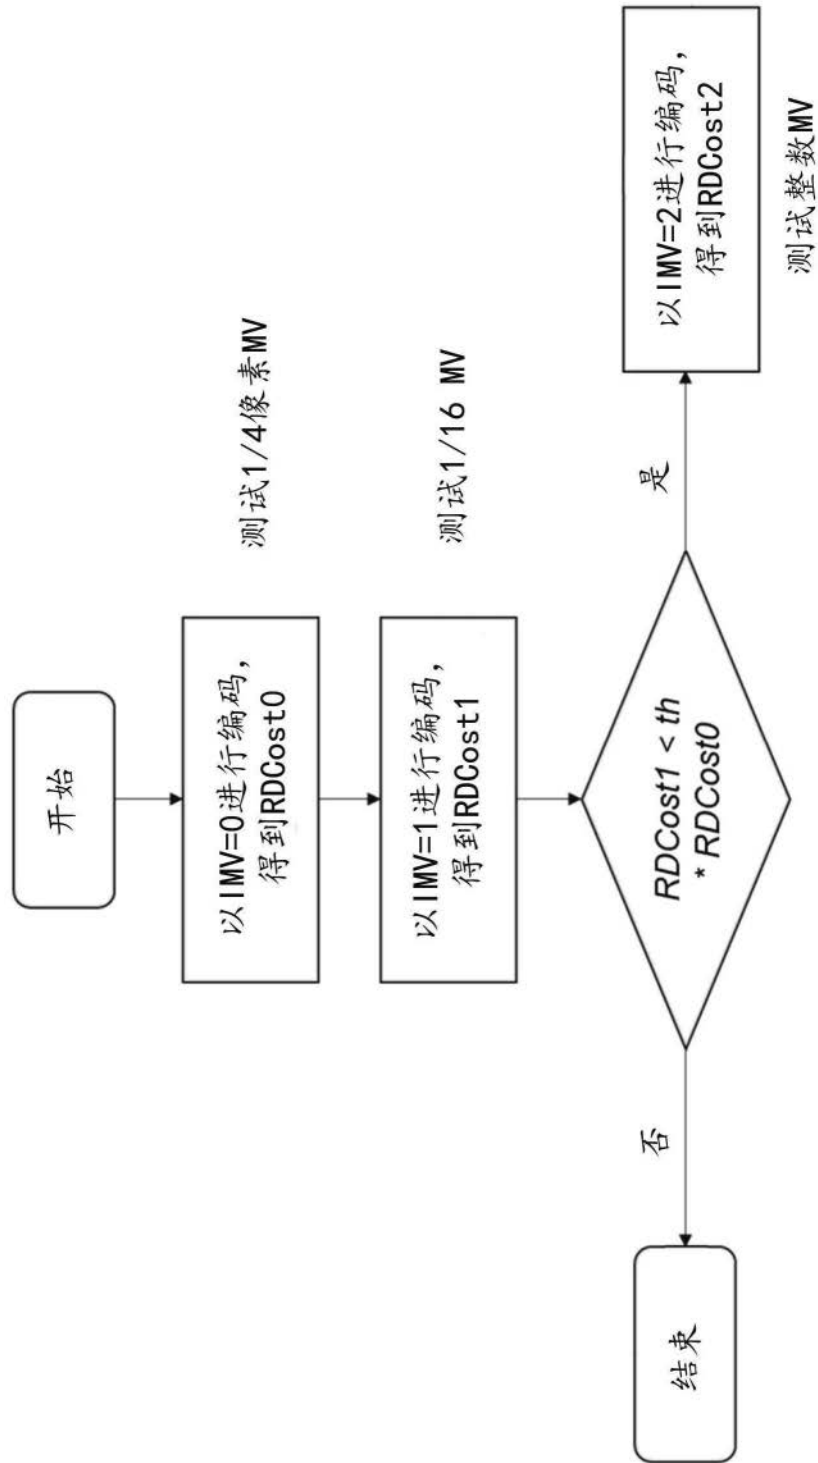 开始
以IMV=0进行编码，
得到RDCost0
测试1/4像素MV
以IMV=1进行编码，
得到RDCost1
测试1/16 MV
RDCost1 < th
* RDCost0
否
是
结束
以IMV=2进行编码，
得到RDCost2
测试整数MV